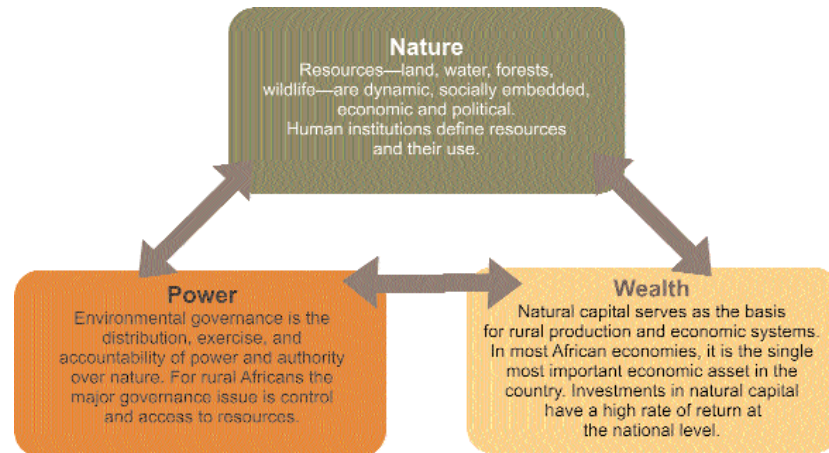 Nature
Resources—land, water, forests,
wildlife—are dynamic, socially embedded,
economic and political.
Human institutions define resources
and their use.
Power
Environmental governance is the
distribution, exercise, and
accountability of power and authority
over nature. For rural Africans the
major governance issue is control
and access to resources.
Wealth
Natural capital serves as the basis
for rural production and economic systems.
In most African economies, it is the single
most important economic asset in the
country. Investments in natural capital
have a high rate of return at
the national level.